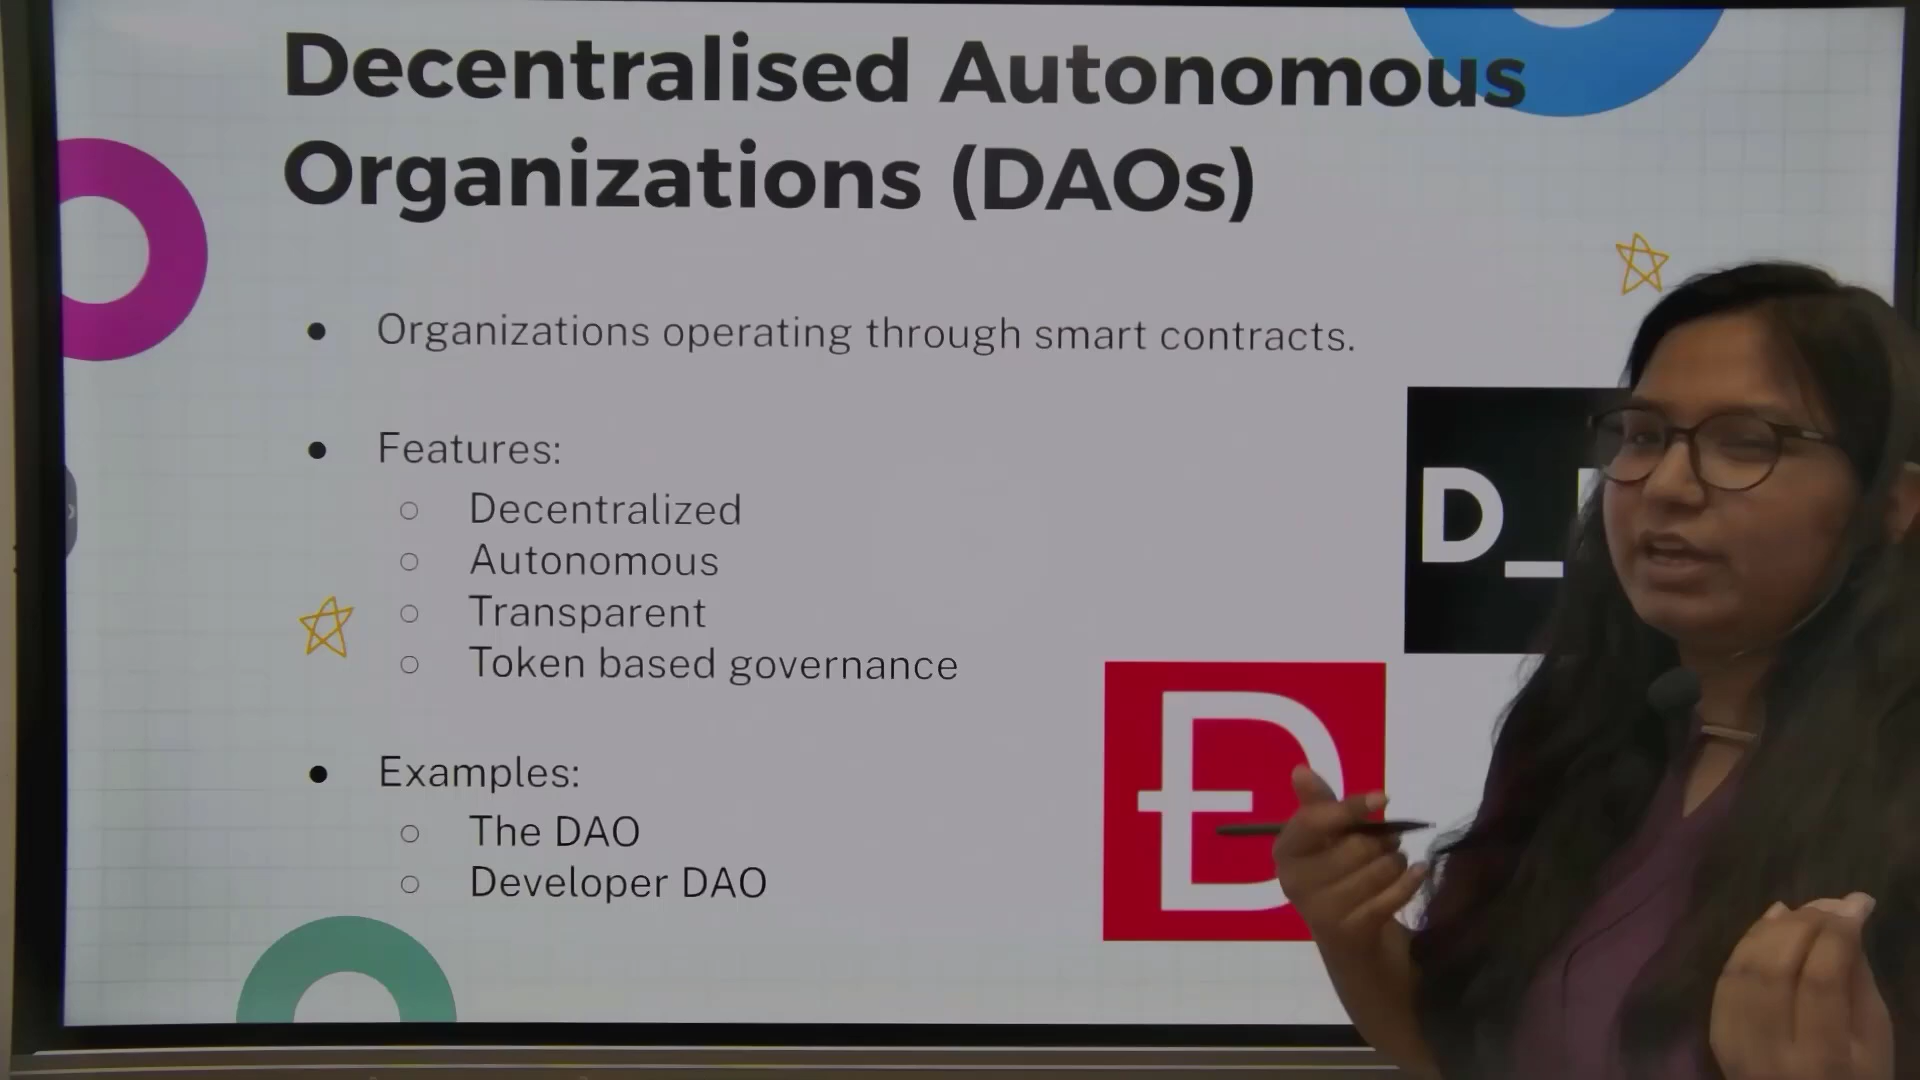 Decentralised Autonomous
Organizations (DAOs)
Organizations operating through smart contracts.
Features:
Decentralized
Autonomous
Transparent
Token based governance
Examples:
The DAO
Developer DAO
D_
Đ